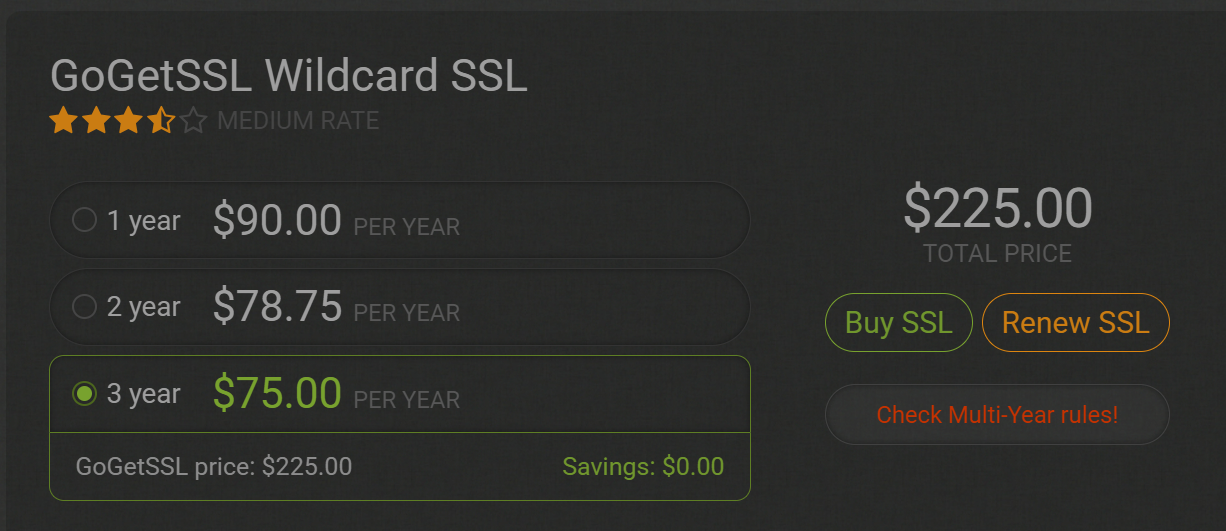 GoGetSSL Wildcard SSL
MEDIUM RATE
1 year $90.00 PER YEAR
2 year $78.75 PER YEAR
3 year $75.00 PER YEAR
GoGetSSL price: $225.00 Savings: $0.00
$225.00
TOTAL PRICE
Buy SSL Renew SSL
Check Multi-Year rules!